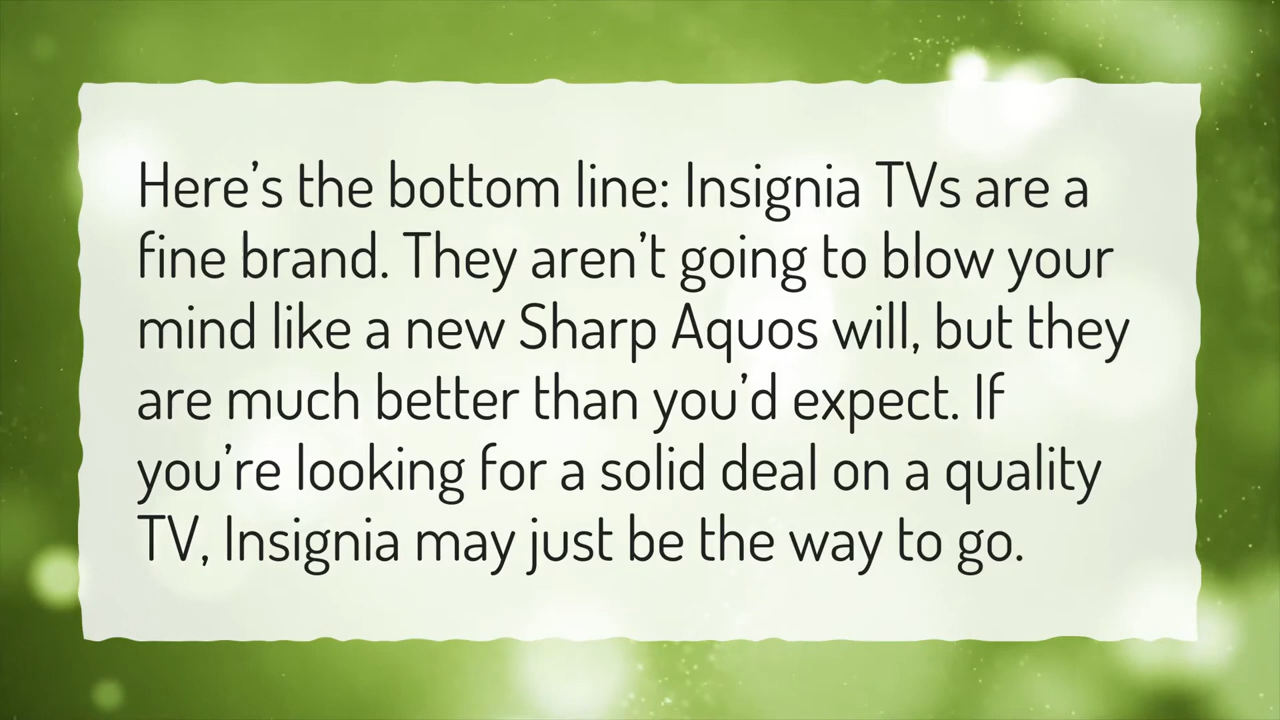 Here’s the bottom line: Insignia TVs are a
fine brand. They aren’t going to blow your
mind like a new Sharp Aquos will, but they
are much better than you’d expect. If
you’re looking for a solid deal on a quality
TV, Insignia may just be the way to go.